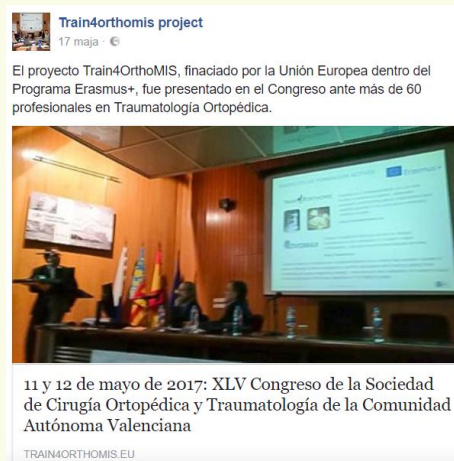 Train4orthomis project
17 maja ·
El proyecto Train4OrthoMIS, finaciado por la Unión Europea dentro del
Programa Erasmus+, fue presentado en el Congreso ante más de 60
profesionales en Traumatología Ortopédica.
Erasmus+
11 y 12 de mayo de 2017: XLV Congreso de la Sociedad
de Cirugía Ortopédica y Traumatología de la Comunidad
Autónoma Valenciana
TRAIN4ORTHOMIS.EU